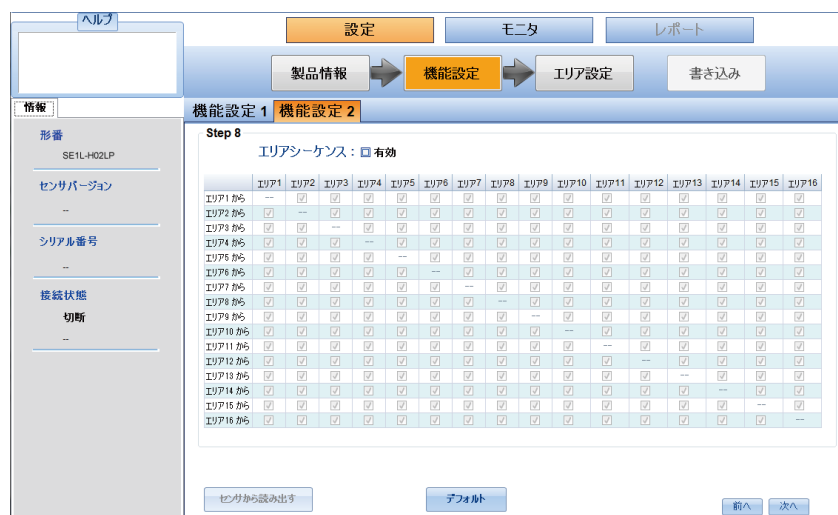 ヘルプ
設定 モニタ レポート
製品情報 機能設定 エリア設定 書き込み
情報
機能設定 1 機能設定 2
形番
SE1L-H02LP
センサバージョン
--
シリアル番号
--
接続状態
切断
--
Step 8
エリアシーケンス : 有効
エリア1 エリア2 エリア3 エリア4 エリア5 エリア6 エリア7 エリア8 エリア9 エリア10 エリア11 エリア12 エリア13 エリア14 エリア15 エリア16
エリア1 から --
エリア2 から --
エリア3 から --
エリア4 から --
エリア5 から --
エリア6 から --
エリア7 から --
エリア8 から --
エリア9 から --
エリア10 から --
エリア11 から --
エリア12 から --
エリア13 から --
エリア14 から --
エリア15 から --
エリア16 から --
センサから読み出す デフォルト 前へ 次へ